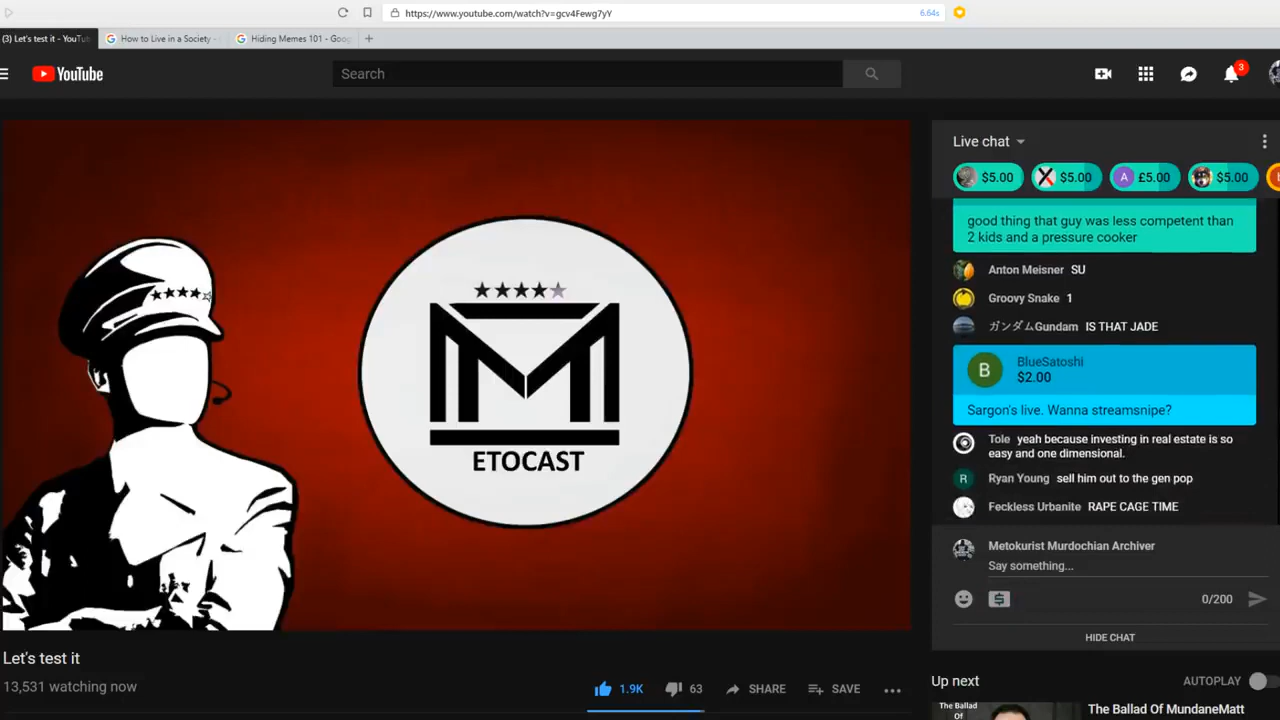 https://www.youtube.com/watch?v=gcv4Fewg7yY
6.64s
(3) Let's test it - YouTub
How to Live in a Society -
Hiding Memes 101 - Goog
YouTube
Search
3
Live chat
$5.00
$5.00
A £5.00
$5.00
good thing that guy was less competent than
2 kids and a pressure cooker
Anton Meisner SU
Groovy Snake 1
ガンダムGundam IS THAT JADE
B
BlueSatoshi
$2.00
Sargon's live. Wanna streamsnipe?
Tole yeah because investing in real estate is so
easy and one dimensional.
R Ryan Young sell him out to the gen pop
Feckless Urbanite RAPE CAGE TIME
Metokurist Murdochian Archiver
Say something...
0/200
HIDE CHAT
M
ETOCAST
Let's test it
13,531 watching now
1.9K
63
SHARE
SAVE
Up next
AUTOPLAY
The Ballad
Of
The Ballad Of MundaneMatt